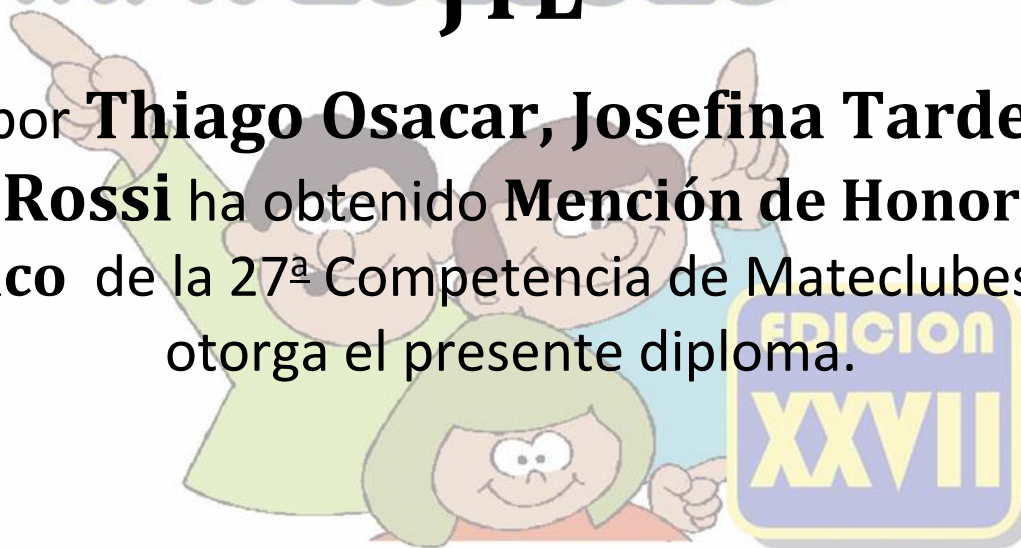 por Thiago Osacar, Josefina Tarde
Rossi ha obtenido Mención de Honor
co de la 27ª Competencia de Mateclubes
otorga el presente diploma.
EDICION
XXVII